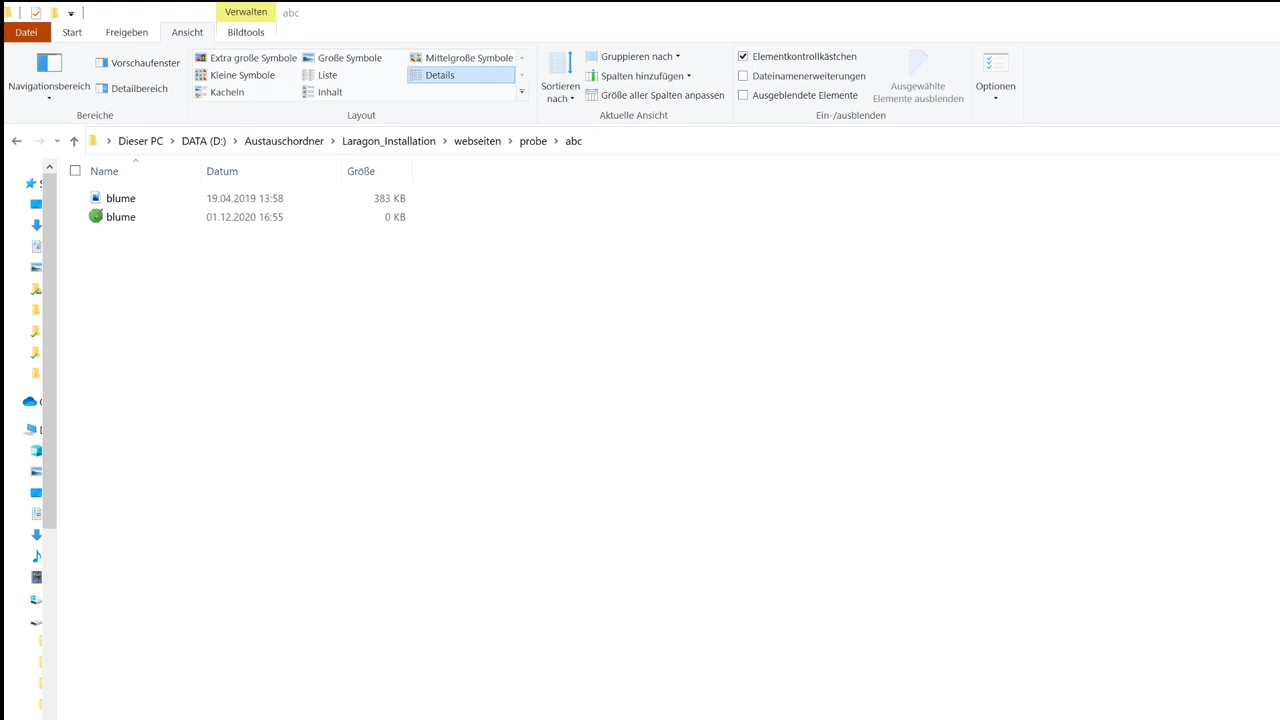 Verwalten
abc
Datei
Start
Freigeben
Ansicht
Bildtools
Navigationsbereich
Vorschaufenster
Detailbereich
Bereiche
Extra große Symbole
Große Symbole
Mittelgroße Symbole
Kleine Symbole
Liste
Details
Kacheln
Inhalt
Layout
Sortieren
nach
Gruppieren nach
Spalten hinzufügen
Größe aller Spalten anpassen
Aktuelle Ansicht
Elementkontrollkästchen
Dateinamenerweiterungen
Ausgeblendete Elemente
Ausgewählte
Elemente ausblenden
Ein-/ausblenden
Optionen
Dieser PC
DATA (D:)
Austauschordner
Laragon_Installation
webseiten
probe
abc
Name
Datum
Größe
blume
19.04.2019 13:58
383 KB
blume
01.12.2020 16:55
0 KB